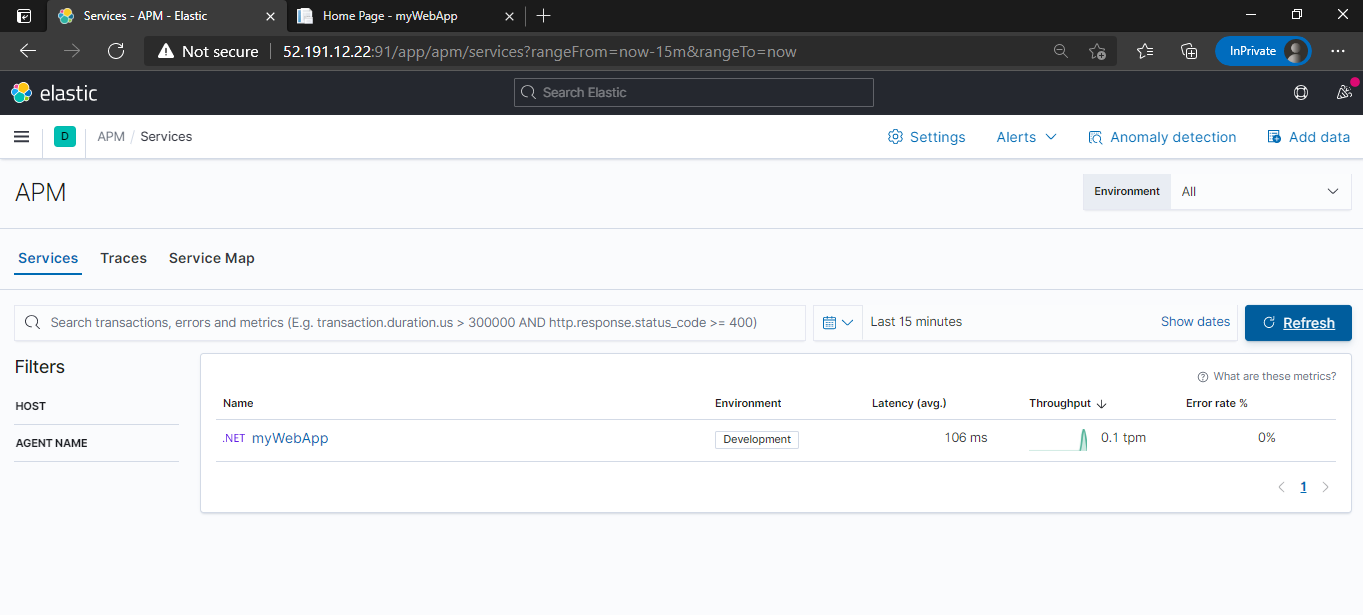 Services - APM - Elastic
Home Page - myWebApp
Not secure 52.191.12.22:91/app/apm/services?rangeFrom=now-15m&rangeTo=now
InPrivate
elastic
Search Elastic
D APM / Services
Settings Alerts Anomaly detection Add data
APM
Environment All
Services Traces Service Map
Search transactions, errors and metrics (E.g. transaction.duration.us > 300000 AND http.response.status_code >= 400)
Last 15 minutes Show dates Refresh
Filters
HOST
AGENT NAME
What are these metrics?
Name Environment Latency (avg.) Throughput Error rate %
.NET myWebApp Development 106 ms 0.1 tpm 0%
1